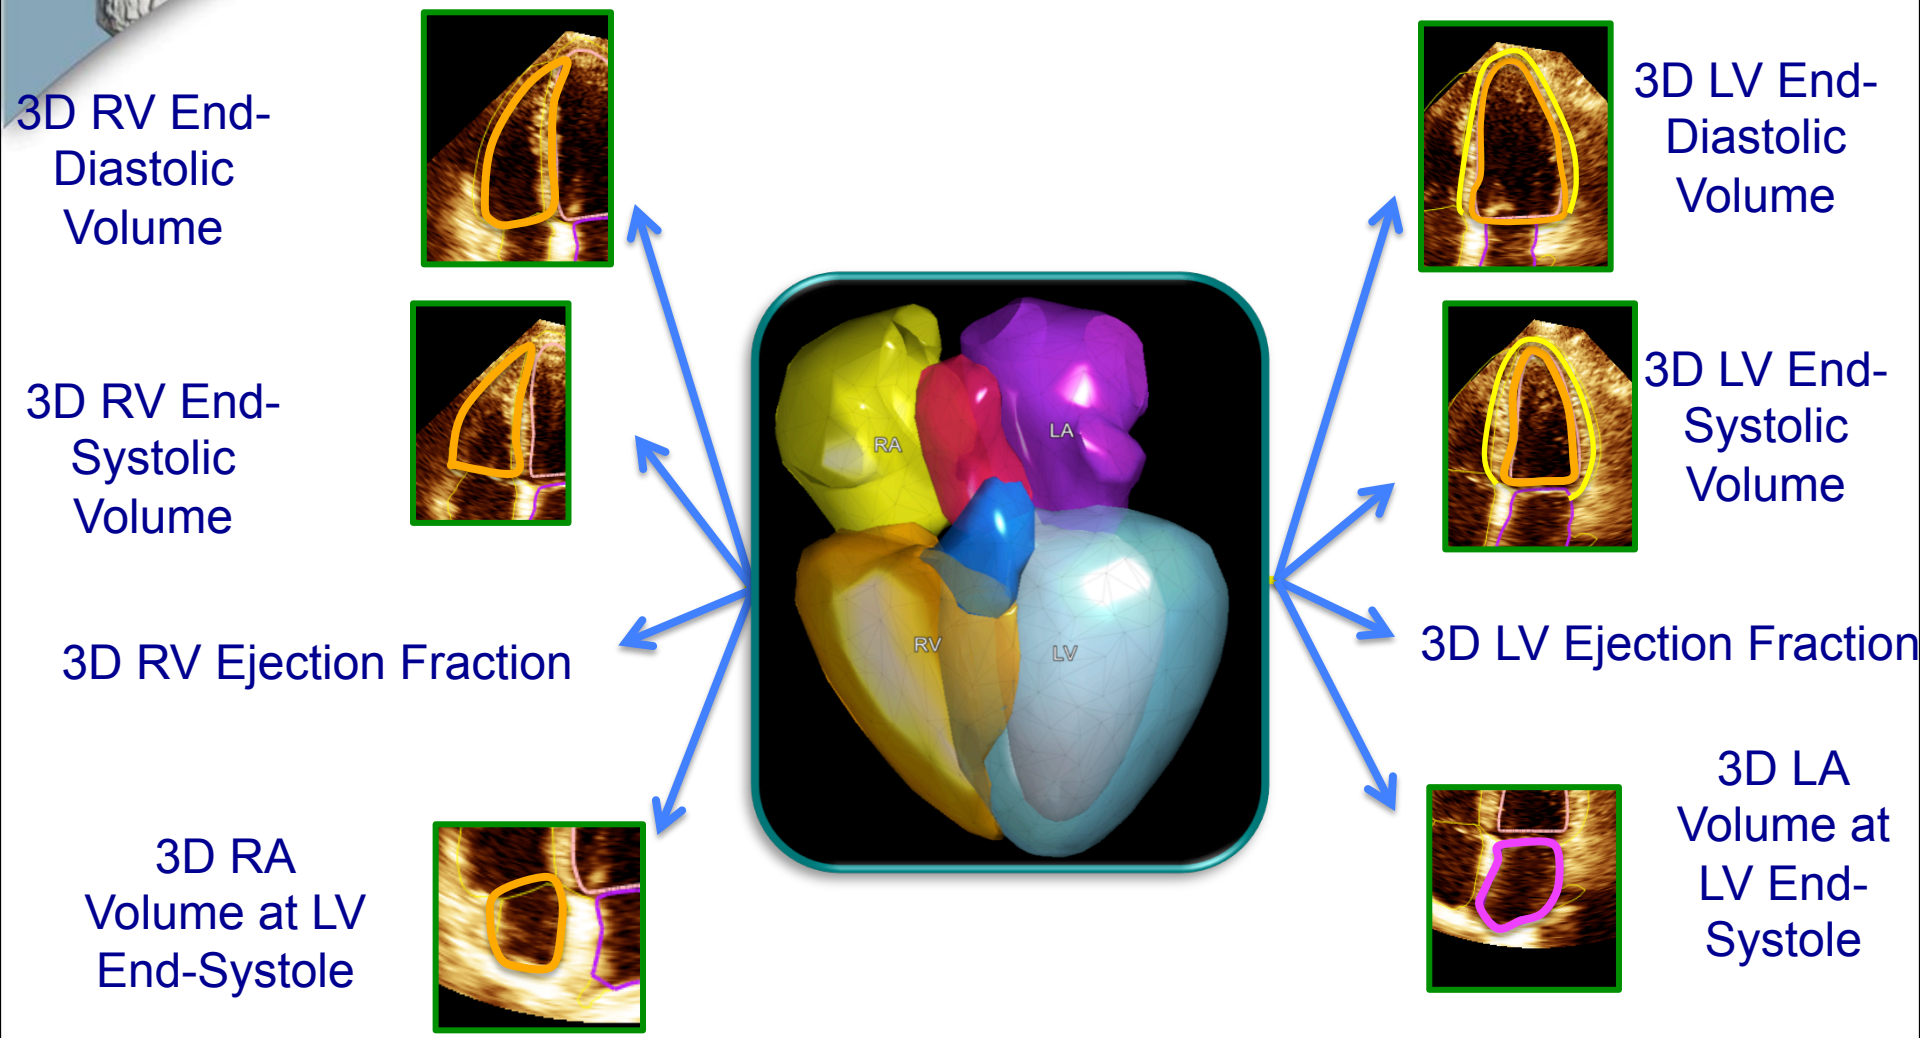 3D RV End-
Diastolic
Volume
3D RV End-
Systolic
Volume
3D RV Ejection Fraction
3D RA
Volume at LV
End-Systole
RA
LA
RV
LV
3D LV End-
Diastolic
Volume
3D LV End-
Systolic
Volume
3D LV Ejection Fraction
3D LA
Volume at
LV End-
Systole